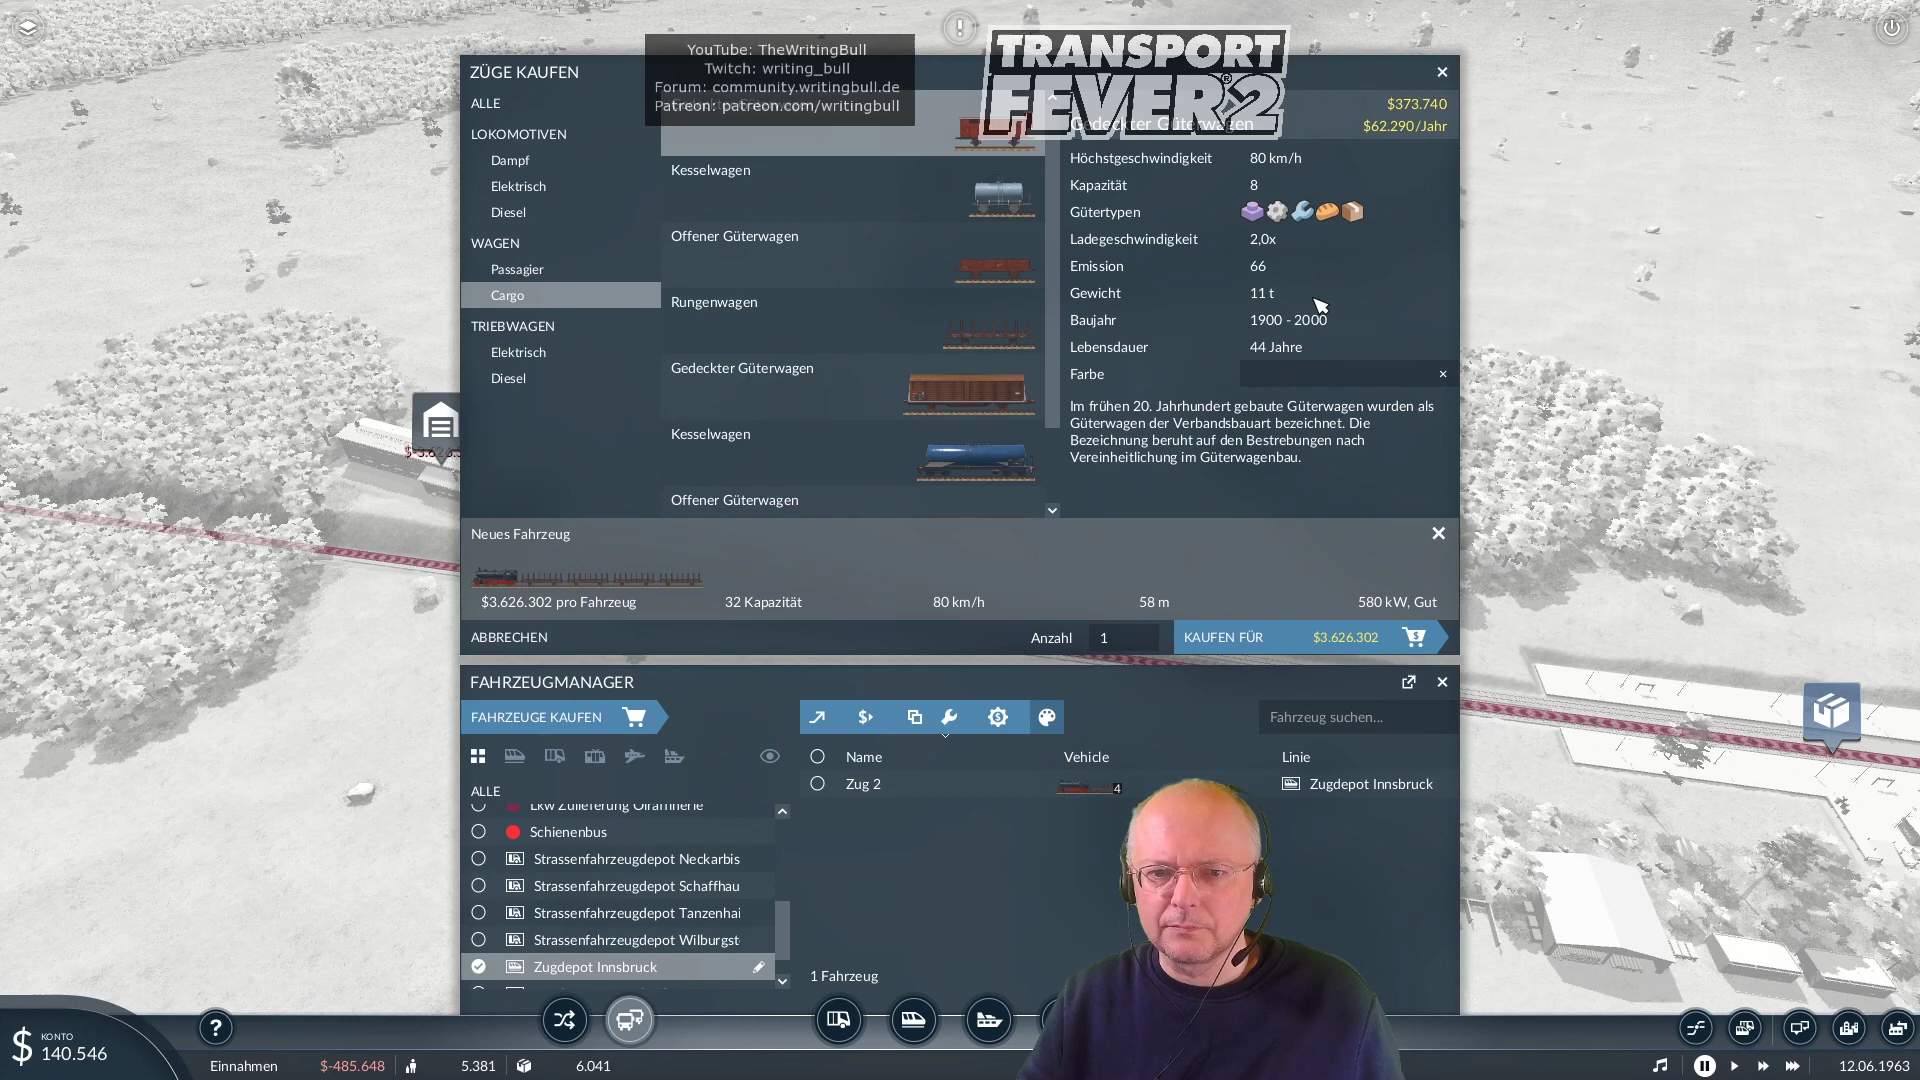 YouTube: TheWritingBull
Twitch: writing_bull
Forum: community.writingbull.de
Patreon: patreon.com/writingbull
TRANSPORT
FEVER®2
ZÜGE KAUFEN
ALLE
LOKOMOTIVEN
Dampf
Elektrisch
Diesel
WAGEN
Passagier
Cargo
TRIEBWAGEN
Elektrisch
Diesel
Kesselwagen
Offener Güterwagen
Rungenwagen
Gedeckter Güterwagen
Kesselwagen
Offener Güterwagen
$373.740
Gedeckter Güterwagen $62.290/Jahr
Höchstgeschwindigkeit 80 km/h
Kapazität 8
Gütertypen
Ladegeschwindigkeit 2,0x
Emission 66
Gewicht 11 t
Baujahr 1900 - 2000
Lebensdauer 44 Jahre
Farbe
Im frühen 20. Jahrhundert gebaute Güterwagen wurden als
Güterwagen der Verbandsbauart bezeichnet. Die
Bezeichnung beruht auf den Bestrebungen nach
Vereinheitlichung im Güterwagenbau.
Neues Fahrzeug
$3.626.302 pro Fahrzeug 32 Kapazität 80 km/h 58 m 580 kW, Gut
ABBRECHEN Anzahl 1 KAUFEN FÜR $3.626.302
FAHRZEUGMANAGER
FAHRZEUGE KAUFEN
Fahrzeug suchen...
ALLE
Lkw Zulieferung Ölraffinerie
Schienenbus
Strassenfahrzeugdepot Neckarbis
Strassenfahrzeugdepot Schaffhau
Strassenfahrzeugdepot Tanzenhai
Strassenfahrzeugdepot Wilburgst
Zugdepot Innsbruck
Name Vehicle Linie
Zug 2 4 Zugdepot Innsbruck
1 Fahrzeug
?
$ KONTO
140.546
Einnahmen $-485.648 5.381 6.041
12.06.1963